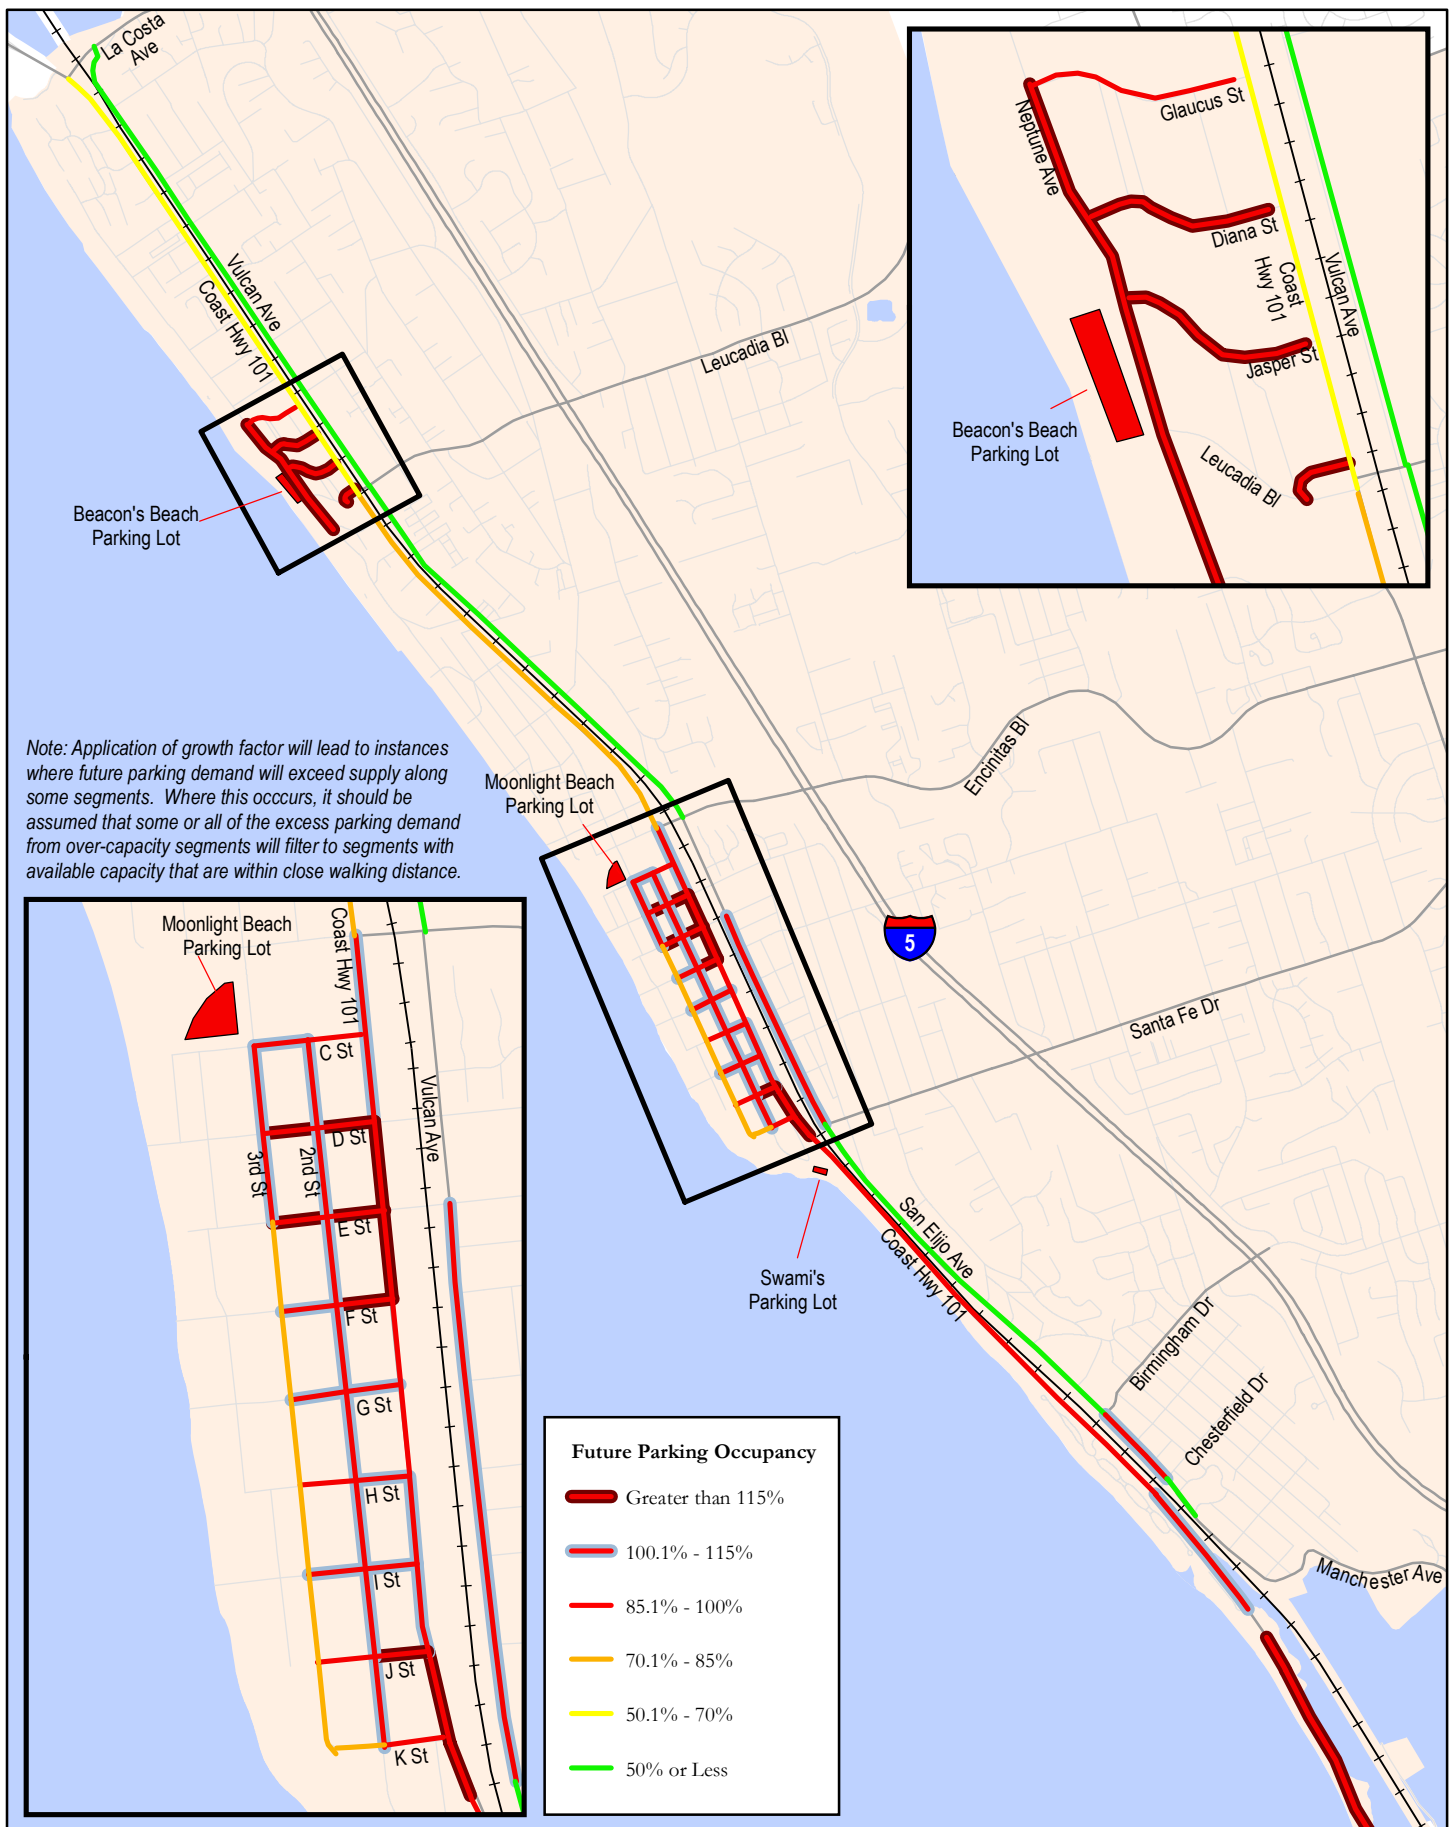 La Costa
Ave
Vulcan Ave
Coast Hwy 101
Leucadia Bl
Beacon's Beach
Parking Lot
Neptune Ave
Glaucus St
Diana St
Coast
Hwy 101
Vulcan Ave
Jasper St
Beacon's Beach
Parking Lot
Leucadia Bl
Note: Application of growth factor will lead to instances
where future parking demand will exceed supply along
some segments. Where this occcurs, it should be
assumed that some or all of the excess parking demand
from over-capacity segments will filter to segments with
available capacity that are within close walking distance.
Moonlight Beach
Parking Lot
Encinitas Bl
5
Santa Fe Dr
San Elijo Ave
Coast Hwy 101
Swami's
Parking Lot
Birmingham Dr
Chesterfield Dr
Manchester Ave
Moonlight Beach
Parking Lot
Coast Hwy 101
C St
Vulcan Ave
D St
3rd St
2nd St
E St
F St
G St
H St
I St
J St
K St
Future Parking Occupancy
Greater than 115%
100.1% - 115%
85.1% - 100%
70.1% - 85%
50.1% - 70%
50% or Less